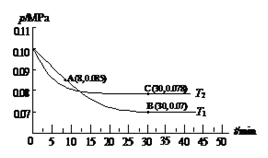 p/MPa
0.11
0.10
0.09
0.08
0.07
A(8,0.085)
C(30,0.078)
T₂
B(30,0.07)
T₁
0 5 10 15 20 25 30 35 40 45 50
t/min